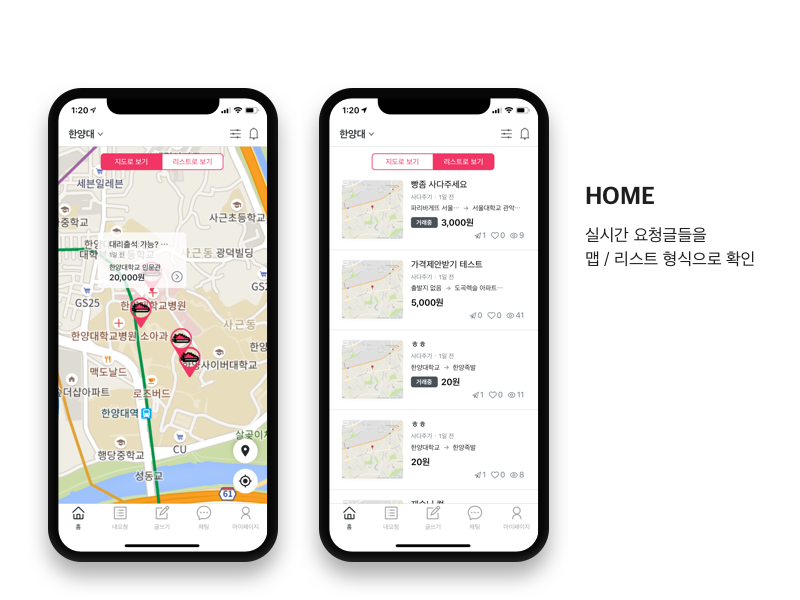 1:20
한양대
지도로 보기
리스트로 보기
세븐일레븐
중학교
사근초등학교
대리출석 가능? ···
1일 전
한양대학교 인문관
20,000원
사근동
광덕빌딩
GS25
한양대학교병원
사근동
한양대학교병원 소아과
맥도날드
사이버대학교
더샵아파트
로즈버드
한양대역
행당중학교
CU
살곶이
성동교
61
홈
내요청
글쓰기
채팅
마이페이지
1:20
한양대
지도로 보기
리스트로 보기
빵좀 사다주세요
사다주기 · 1일 전
파리바게뜨 서울··· → 서울대학교 관악···
거래중 3,000원
1 0 9
가격제안받기 테스트
사다주기 · 1일 전
출발지 없음 → 도곡렉슬 아파트···
5,000원
0 0 41
ㅎㅎ
사다주기 · 1일 전
한양대학교 → 한양족발
거래중 20원
1 0 11
ㅎㅎ
사다주기 · 1일 전
한양대학교 → 한양족발
20원
1 0 8
홈
내요청
글쓰기
채팅
마이페이지
HOME
실시간 요청글들을
맵 / 리스트 형식으로 확인